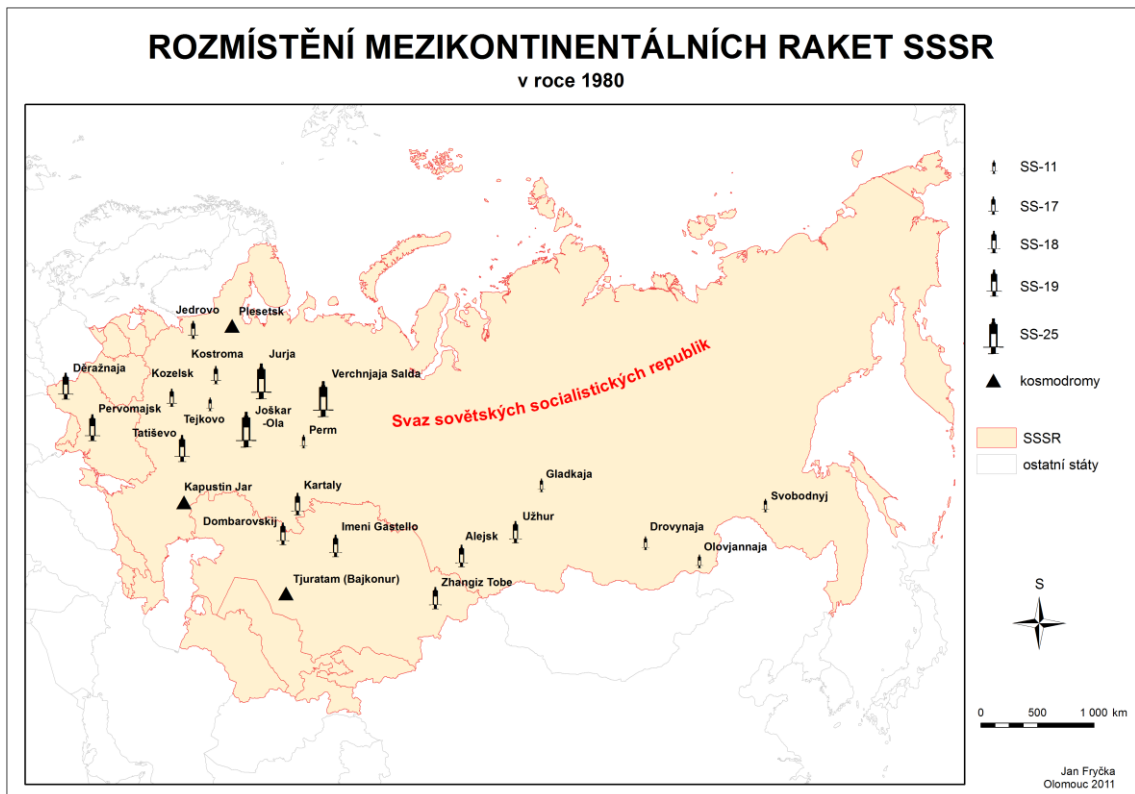 ROZMÍSTĚNÍ MEZIKONTINENTÁLNÍCH RAKET SSSR
v roce 1980
SS-11
SS-17
SS-18
SS-19
SS-25
kosmodromy
SSSR
ostatní státy
Jedrovo
Plesetsk
Kostroma
Jurja
Děražnaja
Kozelsk
Verchnjaja Salda
Pervomajsk
Tejkovo
Joškar
-Ola
Tatiševo
Perm
Svaz sovětských socialistických republik
Kapustin Jar
Kartaly
Gladkaja
Svobodnyj
Dombarovskij
Imeni Gastello
Užhur
Drovynaja
Alejsk
Olovjannaja
Tjuratam (Bajkonur)
Zhangiz Tobe
S
0 500 1 000 km
Jan Fryčka
Olomouc 2011